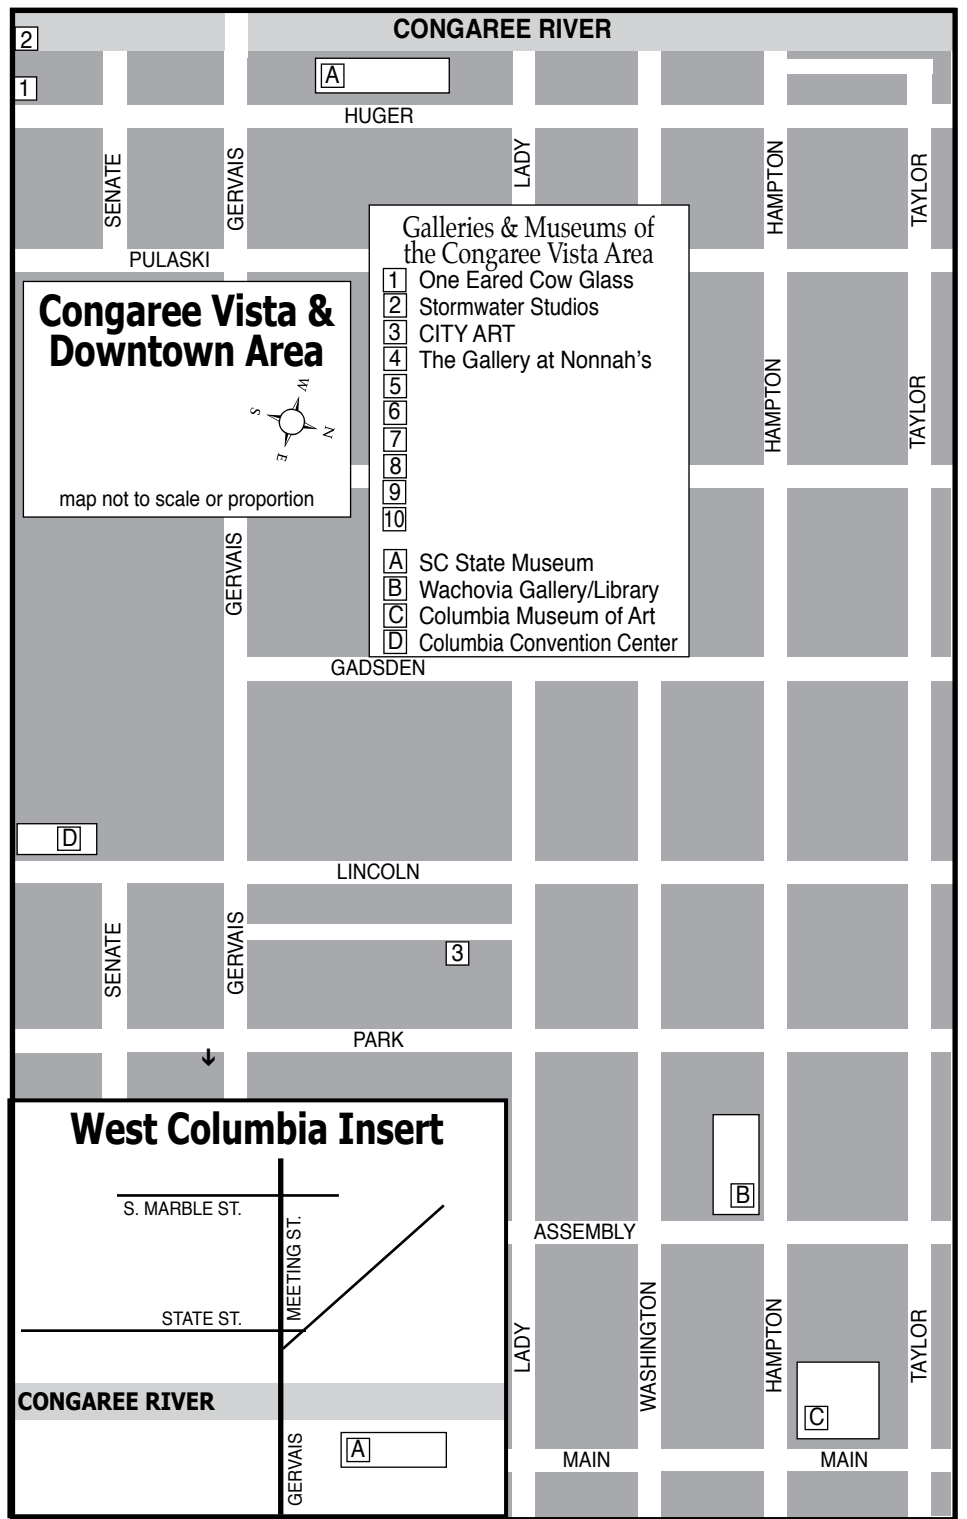 CONGAREE RIVER
2
A
1
HUGER
SENATE
GERVAIS
LADY
HAMPTON
TAYLOR
PULASKI
Galleries & Museums of
the Congaree Vista Area
1 One Eared Cow Glass
2 Stormwater Studios
3 CITY ART
4 The Gallery at Nonnah's
5
6
7
8
9
10
A SC State Museum
B Wachovia Gallery/Library
C Columbia Museum of Art
D Columbia Convention Center
Congaree Vista &
Downtown Area
W
S
N
E
map not to scale or proportion
HAMPTON
TAYLOR
GERVAIS
GADSDEN
D
LINCOLN
SENATE
GERVAIS
3
PARK
West Columbia Insert
S. MARBLE ST.
MEETING ST.
STATE ST.
CONGAREE RIVER
GERVAIS
A
B
ASSEMBLY
LADY
WASHINGTON
HAMPTON
TAYLOR
C
MAIN
MAIN